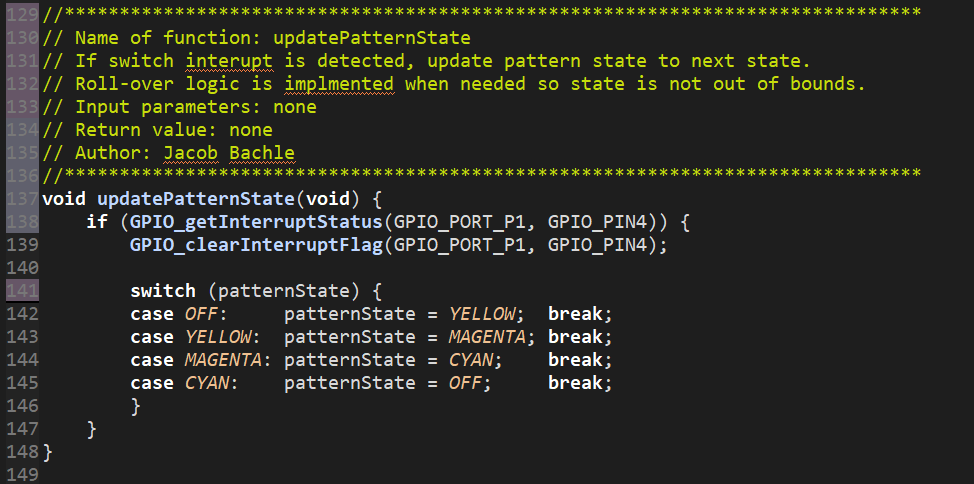 129 //******************************************************************************
130 // Name of function: updatePatternState
131 // If switch interupt is detected, update pattern state to next state.
132 // Roll-over logic is implmented when needed so state is not out of bounds.
133 // Input parameters: none
134 // Return value: none
135 // Author: Jacob Bachle
136 //******************************************************************************
137 void updatePatternState(void) {
138     if (GPIO_getInterruptStatus(GPIO_PORT_P1, GPIO_PIN4)) {
139         GPIO_clearInterruptFlag(GPIO_PORT_P1, GPIO_PIN4);
140
141         switch (patternState) {
142         case OFF:     patternState = YELLOW;  break;
143         case YELLOW:  patternState = MAGENTA; break;
144         case MAGENTA: patternState = CYAN;    break;
145         case CYAN:    patternState = OFF;     break;
146         }
147     }
148 }
149